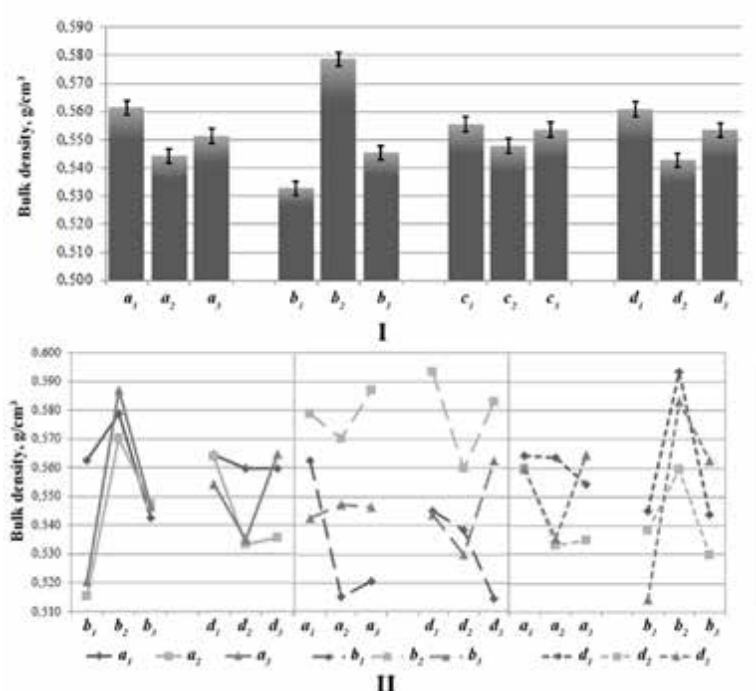 Bulk density, g/cm³
0.590
0.580
0.570
0.560
0.550
0.540
0.530
0.520
0.510
0.500
a₁ a₂ a₃ b₁ b₂ b₃ c₁ c₂ c₃ d₁ d₂ d₃
I
Bulk density, g/cm³
0.600
0.590
0.580
0.570
0.560
0.550
0.540
0.530
0.520
0.510
b₁ b₂ b₃ d₁ d₂ d₃ a₁ a₂ a₃ d₁ d₂ d₃ a₁ a₂ a₃ b₁ b₂ b₃
a₁ a₂ a₃ b₁ b₂ b₃ d₁ d₂ d₃
II